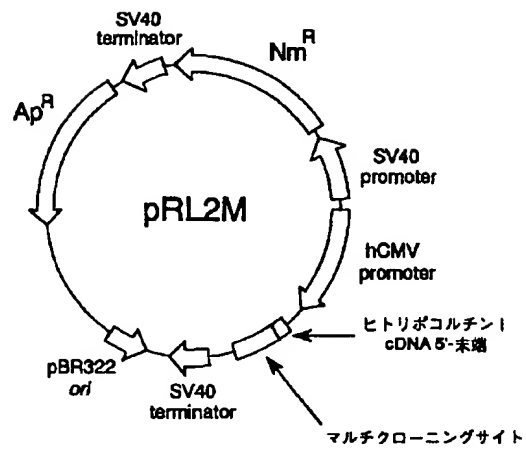 SV40
terminator
Nm^R
Ap^R
SV40
promoter
pRL2M
hCMV
promoter
ヒトリポコルチン I
cDNA 5'-末端
pBR322
ori
SV40
terminator
マルチクローニングサイト